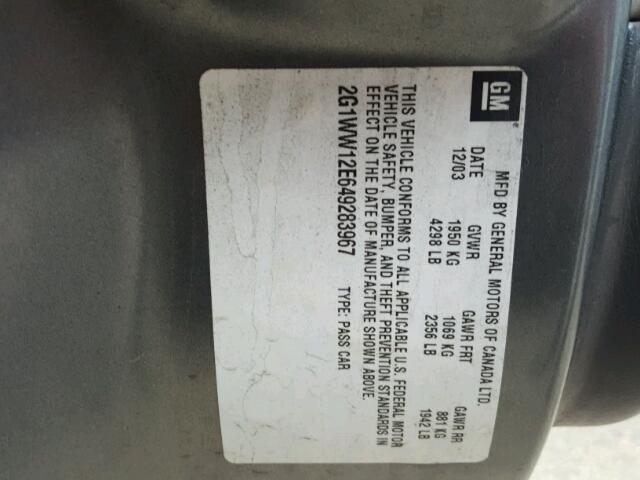 GM
MFD BY GENERAL MOTORS OF CANADA LTD.
DATE GVWR GAWR FRT GAWR RR
12/03 1950 KG 1069 KG 881 KG
4298 LB 2356 LB 1942 LB
THIS VEHICLE CONFORMS TO ALL APPLICABLE U.S. FEDERAL MOTOR
VEHICLE SAFETY, BUMPER, AND THEFT PREVENTION STANDARDS IN
EFFECT ON THE DATE OF MANUFACTURE SHOWN ABOVE.
2G1WW12E649283967 TYPE: PASS CAR